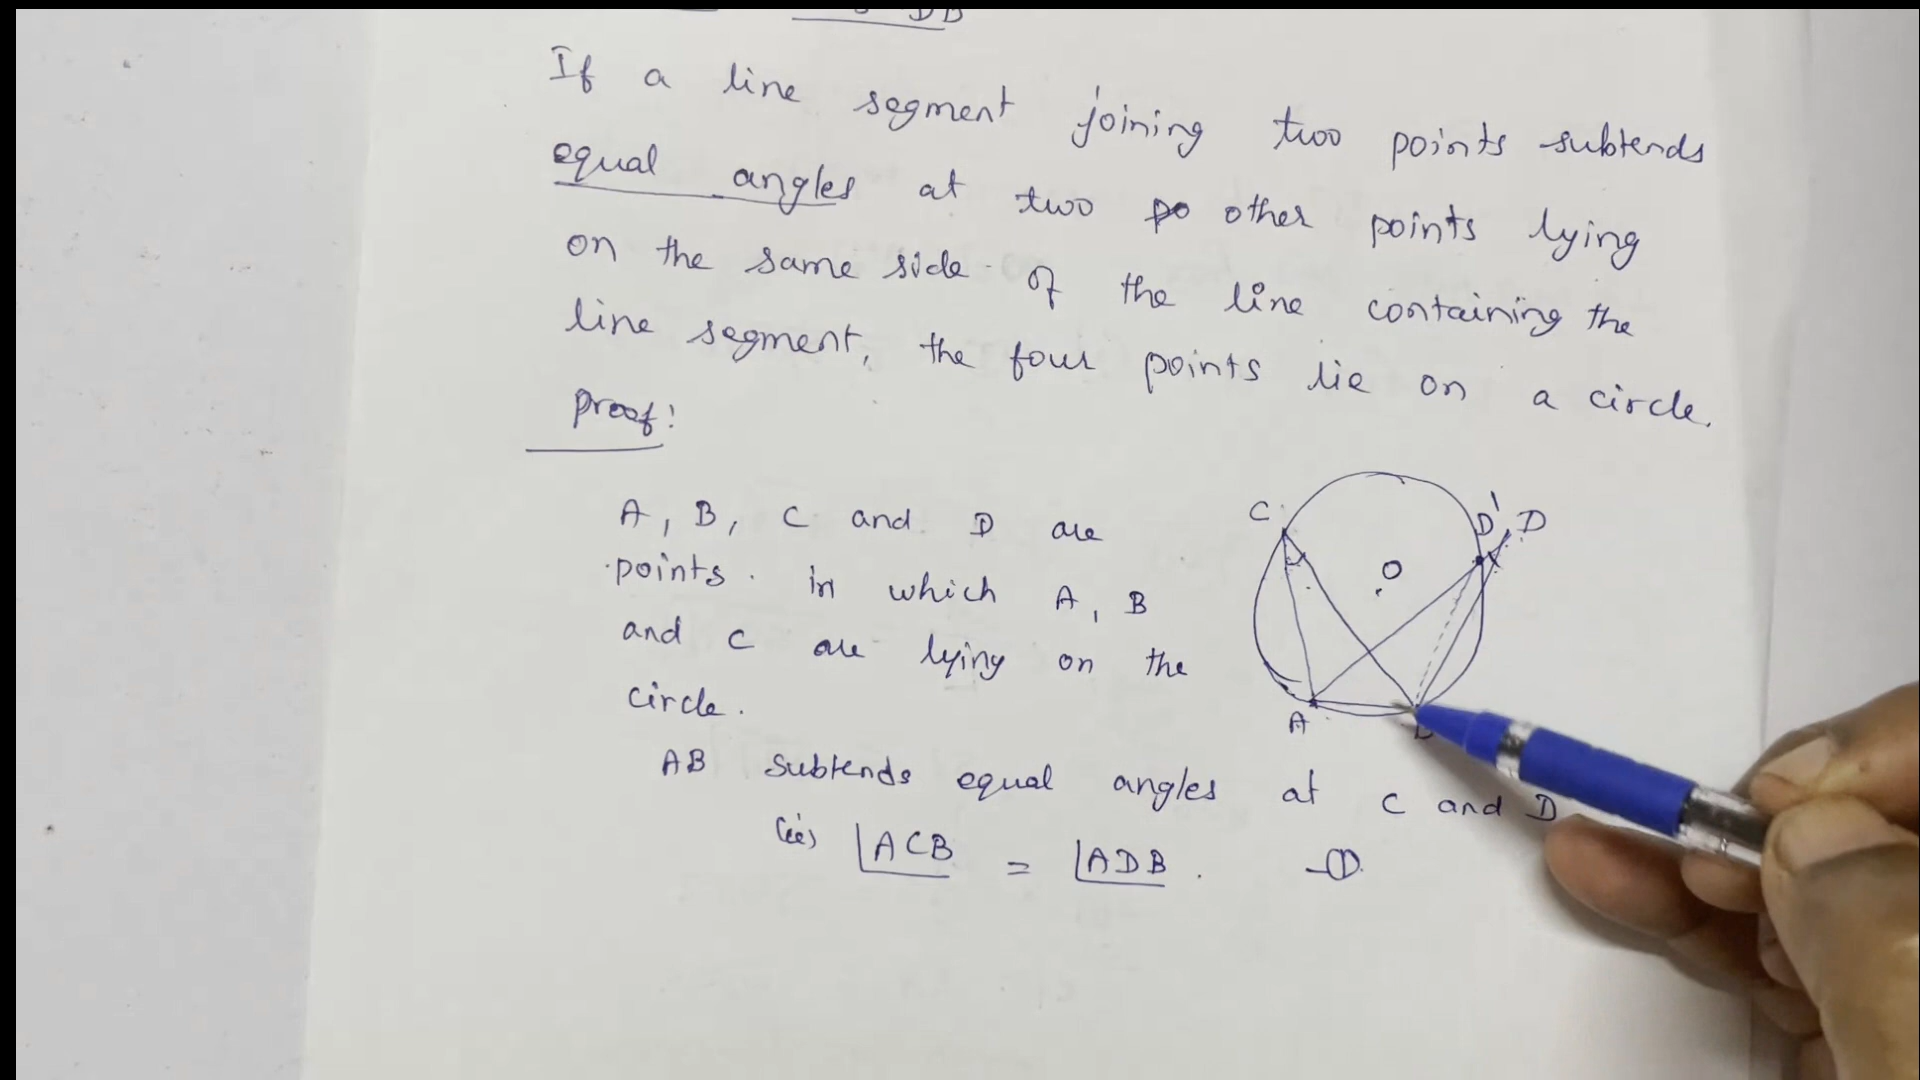 DB
If a line segment joining two points subtends
equal angles at two po other points lying
on the same side of the line containing the
line segment, the four points lie on a circle.
Proof:
A, B, C and D are
points in which A, B
and C are lying on the
circle.
C D' D
O
A
AB subtends equal angles at C and D
(ie) ∠ACB = ∠ADB. -①